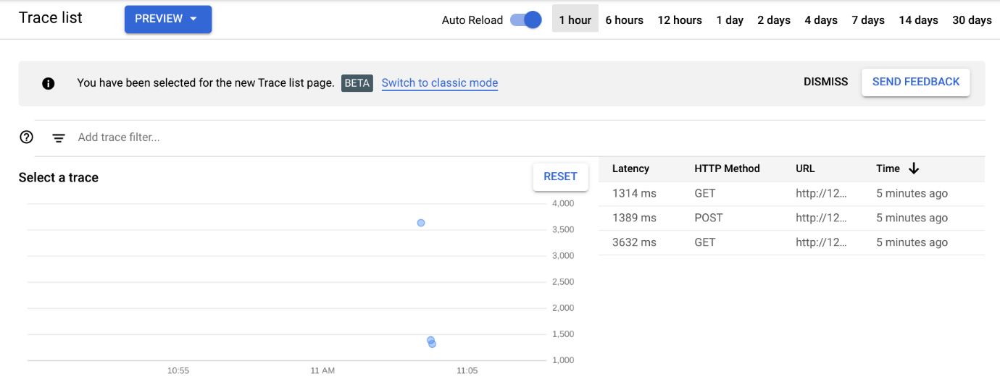 Trace list
PREVIEW
Auto Reload
1 hour 6 hours 12 hours 1 day 2 days 4 days 7 days 14 days 30 days
You have been selected for the new Trace list page. BETA Switch to classic mode
DISMISS
SEND FEEDBACK
Add trace filter...
Select a trace
RESET
4,000
3,500
3,000
2,500
2,000
1,500
1,000
10:55 11 AM 11:05
Latency HTTP Method URL Time
1314 ms GET http://12... 5 minutes ago
1389 ms POST http://12... 5 minutes ago
3632 ms GET http://12... 5 minutes ago